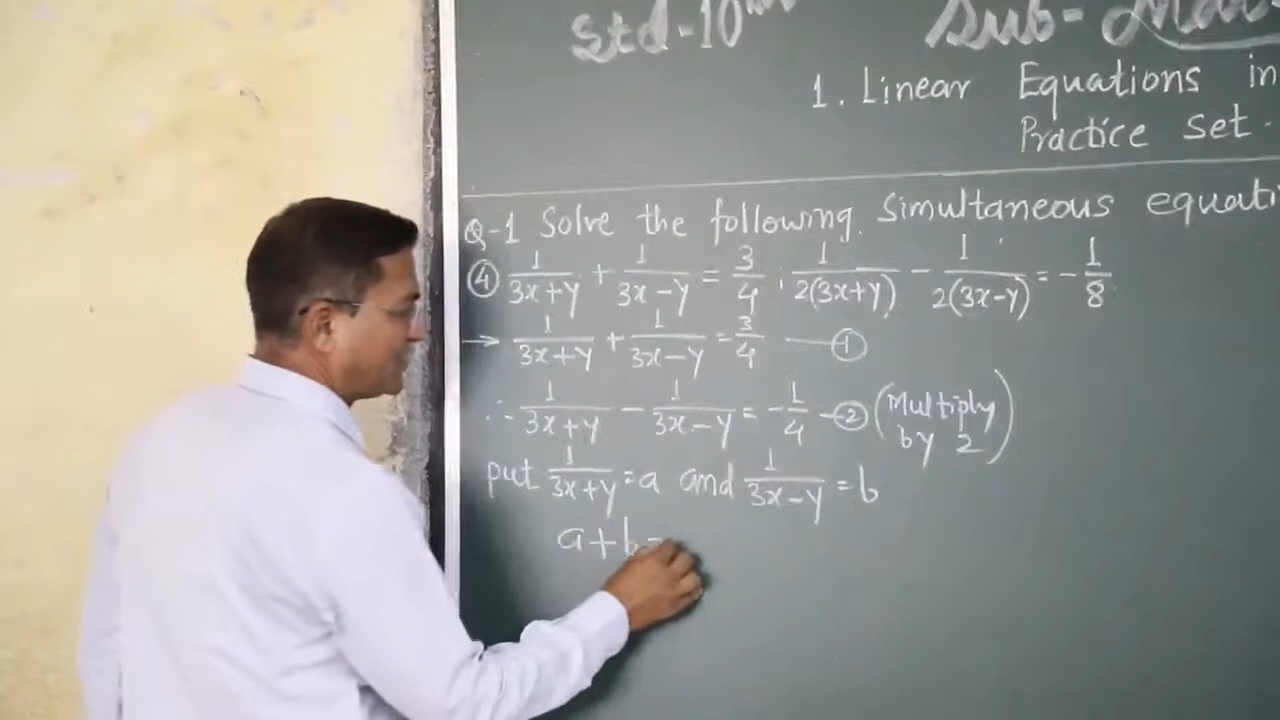 Std-10th Sub-
1. Linear Equations in
Practice Set.
Q-1 Solve the following. Simultaneous
④ 1/(3x+y) + 1/(3x-y) = 3/4 ; 1/(2(3x+y)) - 1/(2(3x-y)) = -1/8
→ 1/(3x+y) + 1/(3x-y) = 3/4 —①
∴ 1/(3x+y) - 1/(3x-y) = -1/4 —② (Multiply by 2)
put 1/(3x+y) = a and 1/(3x-y) = b
a+b=